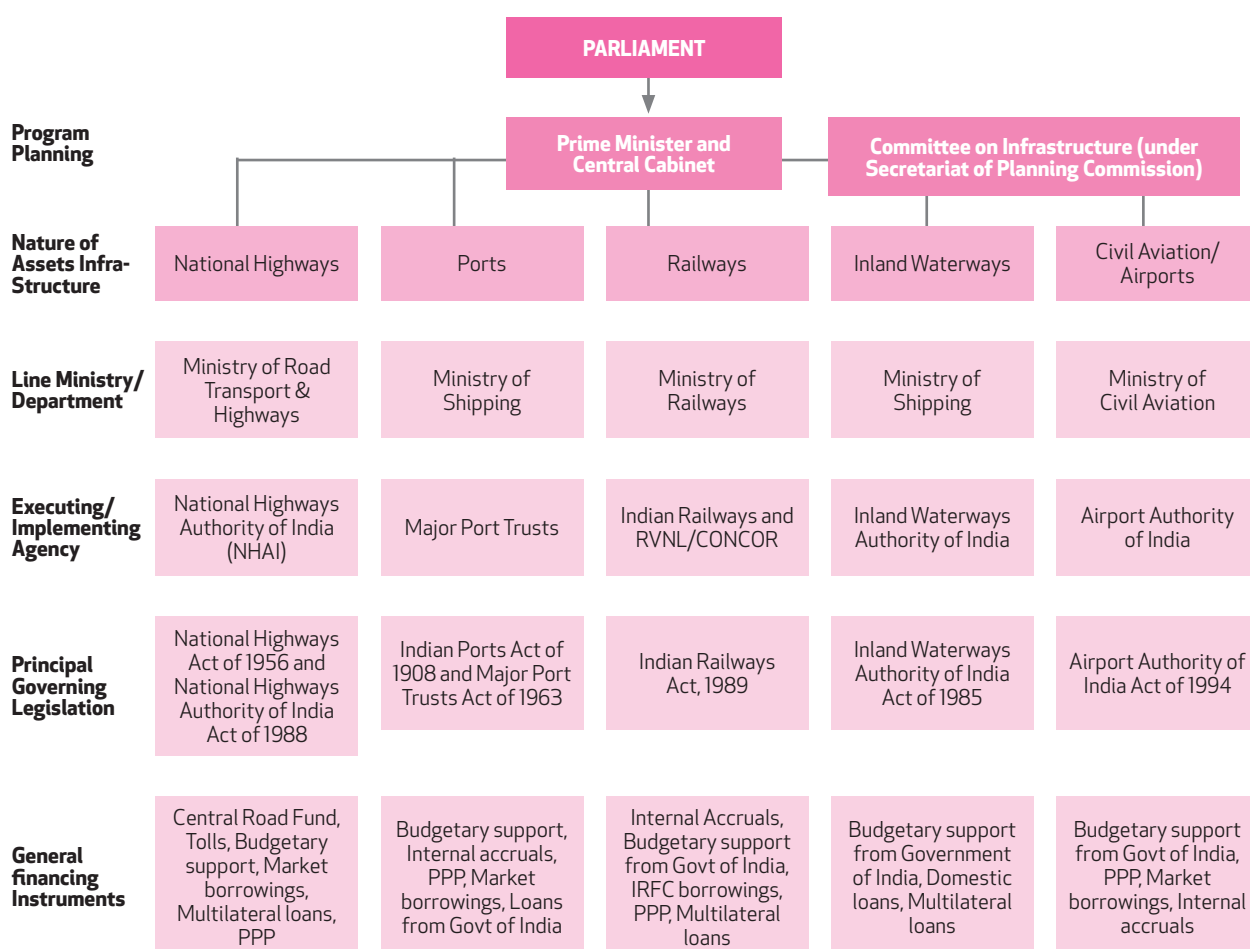 PARLIAMENT
Program
Planning
Prime Minister and
Central Cabinet
Committee on Infrastructure (under
Secretariat of Planning Commission)
Nature of
Assets Infra-
Structure
National Highways
Ports
Railways
Inland Waterways
Civil Aviation/
Airports
Line Ministry/
Department
Ministry of Road
Transport &
Highways
Ministry of
Shipping
Ministry of
Railways
Ministry of
Shipping
Ministry of
Civil Aviation
Executing/
Implementing
Agency
National Highways
Authority of India
(NHAI)
Major Port Trusts
Indian Railways and
RVNL/CONCOR
Inland Waterways
Authority of India
Airport Authority
of India
Principal
Governing
Legislation
National Highways
Act of 1956 and
National Highways
Authority of India
Act of 1988
Indian Ports Act of
1908 and Major Port
Trusts Act of 1963
Indian Railways
Act, 1989
Inland Waterways
Authority of India
Act of 1985
Airport Authority of
India Act of 1994
General
financing
Instruments
Central Road Fund,
Tolls, Budgetary
support, Market
borrowings,
Multilateral loans,
PPP
Budgetary support,
Internal accruals,
PPP, Market
borrowings, Loans
from Govt of India
Internal Accruals,
Budgetary support
from Govt of India,
IRFC borrowings,
PPP, Multilateral
loans
Budgetary support
from Government
of India, Domestic
loans, Multilateral
loans
Budgetary support
from Govt of India,
PPP, Market
borrowings, Internal
accruals